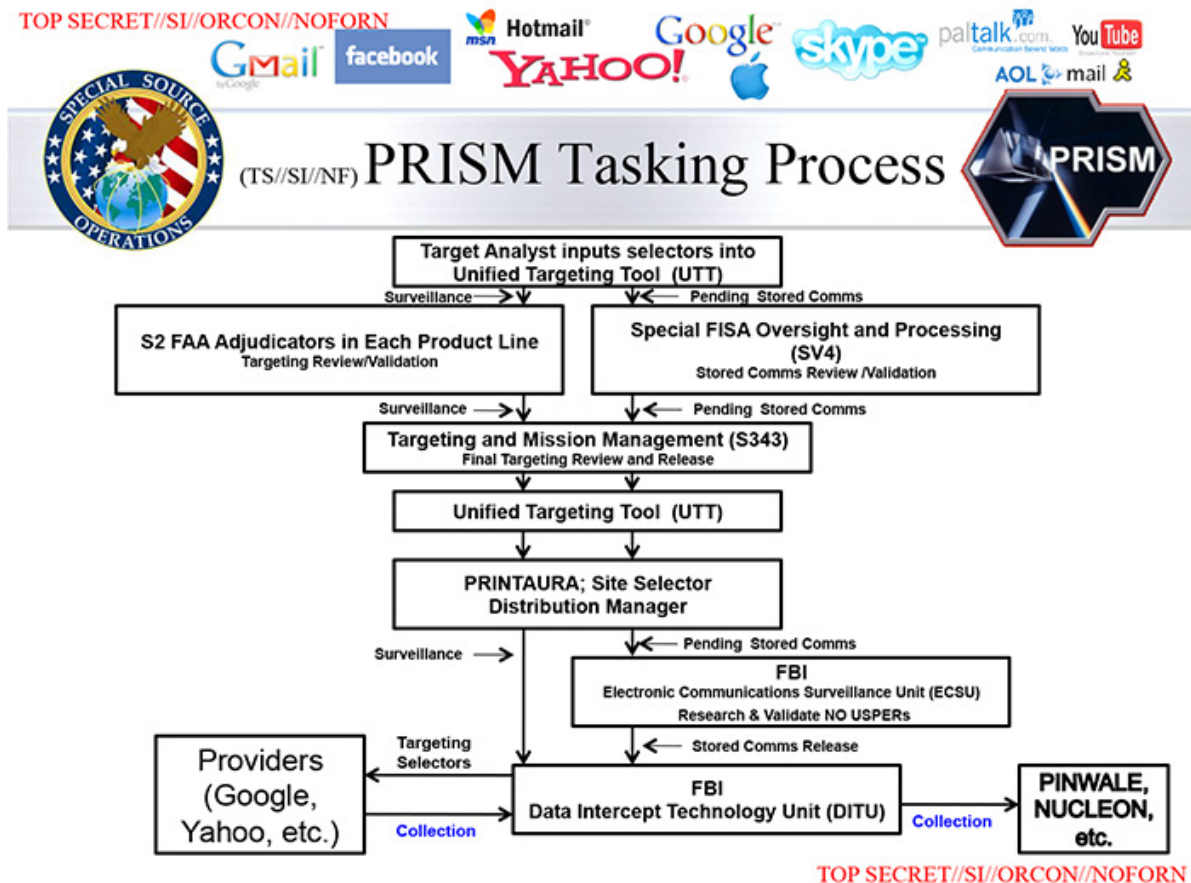 TOP SECRET//SI//ORCON//NOFORN
msn Hotmail
Gmail
by Google
facebook
YAHOO!
Google
skype
paltalk.com
Communication Beyond Words
YouTube
AOL mail
SPECIAL SOURCE
OPERATIONS
(TS//SI//NF) PRISM Tasking Process
PRISM
Target Analyst inputs selectors into
Unified Targeting Tool (UTT)
Surveillance
Pending Stored Comms
S2 FAA Adjudicators in Each Product Line
Targeting Review/Validation
Special FISA Oversight and Processing
(SV4)
Stored Comms Review /Validation
Surveillance
Pending Stored Comms
Targeting and Mission Management (S343)
Final Targeting Review and Release
Unified Targeting Tool (UTT)
PRINTAURA; Site Selector
Distribution Manager
Surveillance
Pending Stored Comms
FBI
Electronic Communications Surveillance Unit (ECSU)
Research & Validate NO USPERs
Stored Comms Release
Providers
(Google,
Yahoo, etc.)
Targeting
Selectors
Collection
FBI
Data Intercept Technology Unit (DITU)
Collection
PINWALE,
NUCLEON,
etc.
TOP SECRET//SI//ORCON//NOFORN